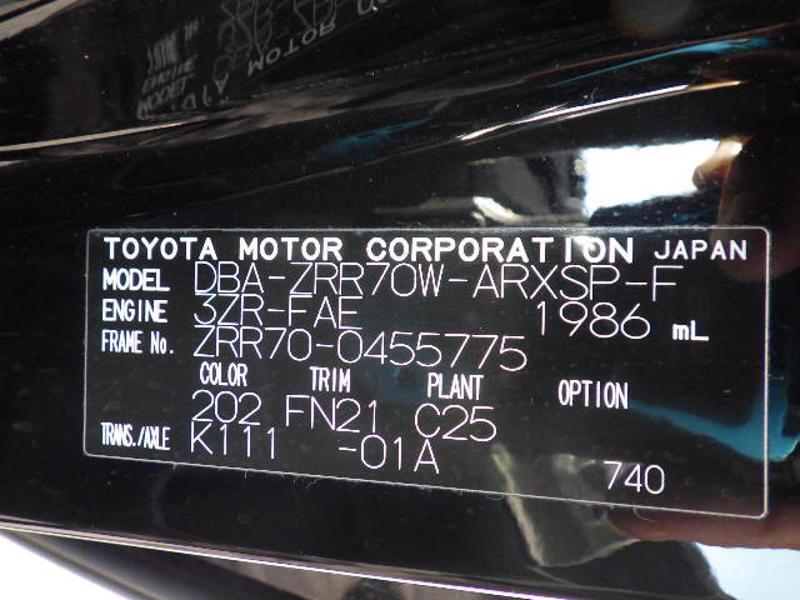 TOYOTA MOTOR CORPORATION JAPAN
MODEL DBA-ZRR70W-ARXSP-F
ENGINE 3ZR-FAE 1986 mL
FRAME No. ZRR70-0455775
COLOR TRIM PLANT OPTION
202 FN21 C25
TRANS./AXLE K111 -01A
740